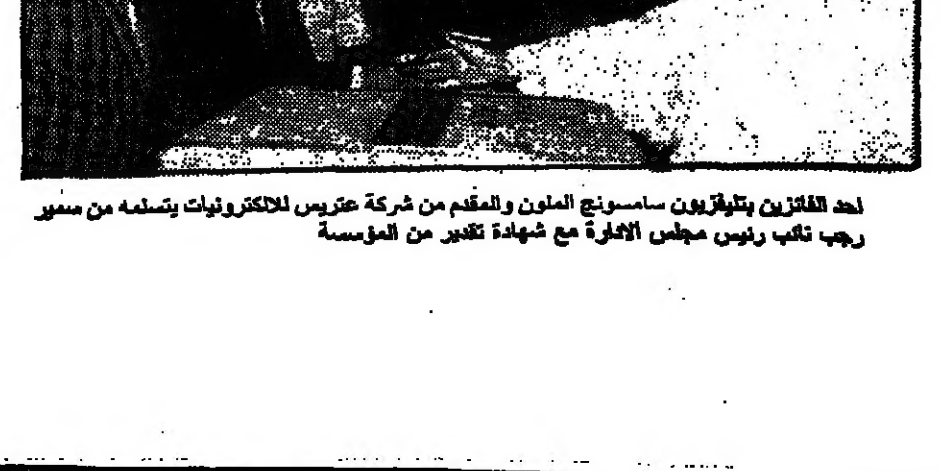 احد الفائزين بتليفزيون سامسونج الملون والمقدم من شركة عتريس للالكترونيات يتسلمه من سمير
رجب نائب رئيس مجلس الادارة مع شهادة تقدير من المؤسسة